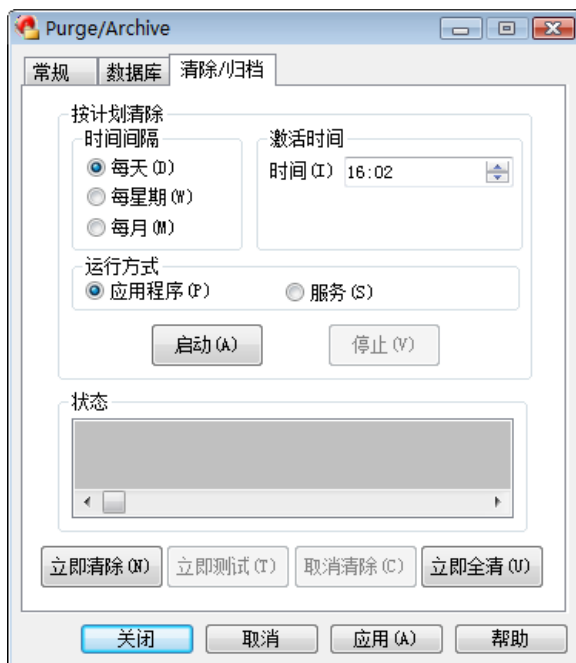 Purge/Archive
常规 数据库 清除/归档
按计划清除
时间间隔
每天(D)
每星期(W)
每月(M)
激活时间
时间(I) 16:02
运行方式
应用程序(P) 服务(S)
启动(A) 停止(V)
状态
立即清除(N) 立即测试(T) 取消清除(C) 立即全清(U)
关闭 取消 应用(A) 帮助